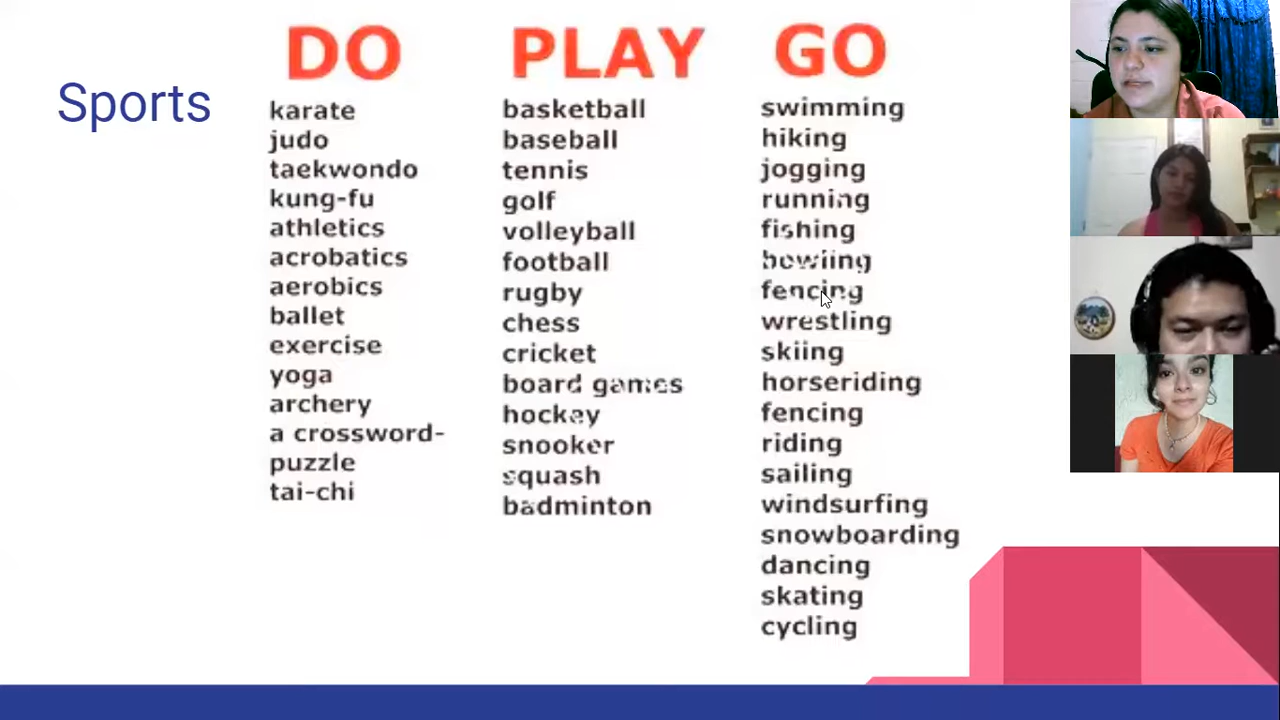 Sports
DO
karate
judo
taekwondo
kung-fu
athletics
acrobatics
aerobics
ballet
exercise
yoga
archery
a crossword-
puzzle
tai-chi
PLAY
basketball
baseball
tennis
golf
volleyball
football
rugby
chess
cricket
board games
hockey
snooker
squash
badminton
GO
swimming
hiking
jogging
running
fishing
bowling
fencing
wrestling
skiing
horseriding
fencing
riding
sailing
windsurfing
snowboarding
dancing
skating
cycling